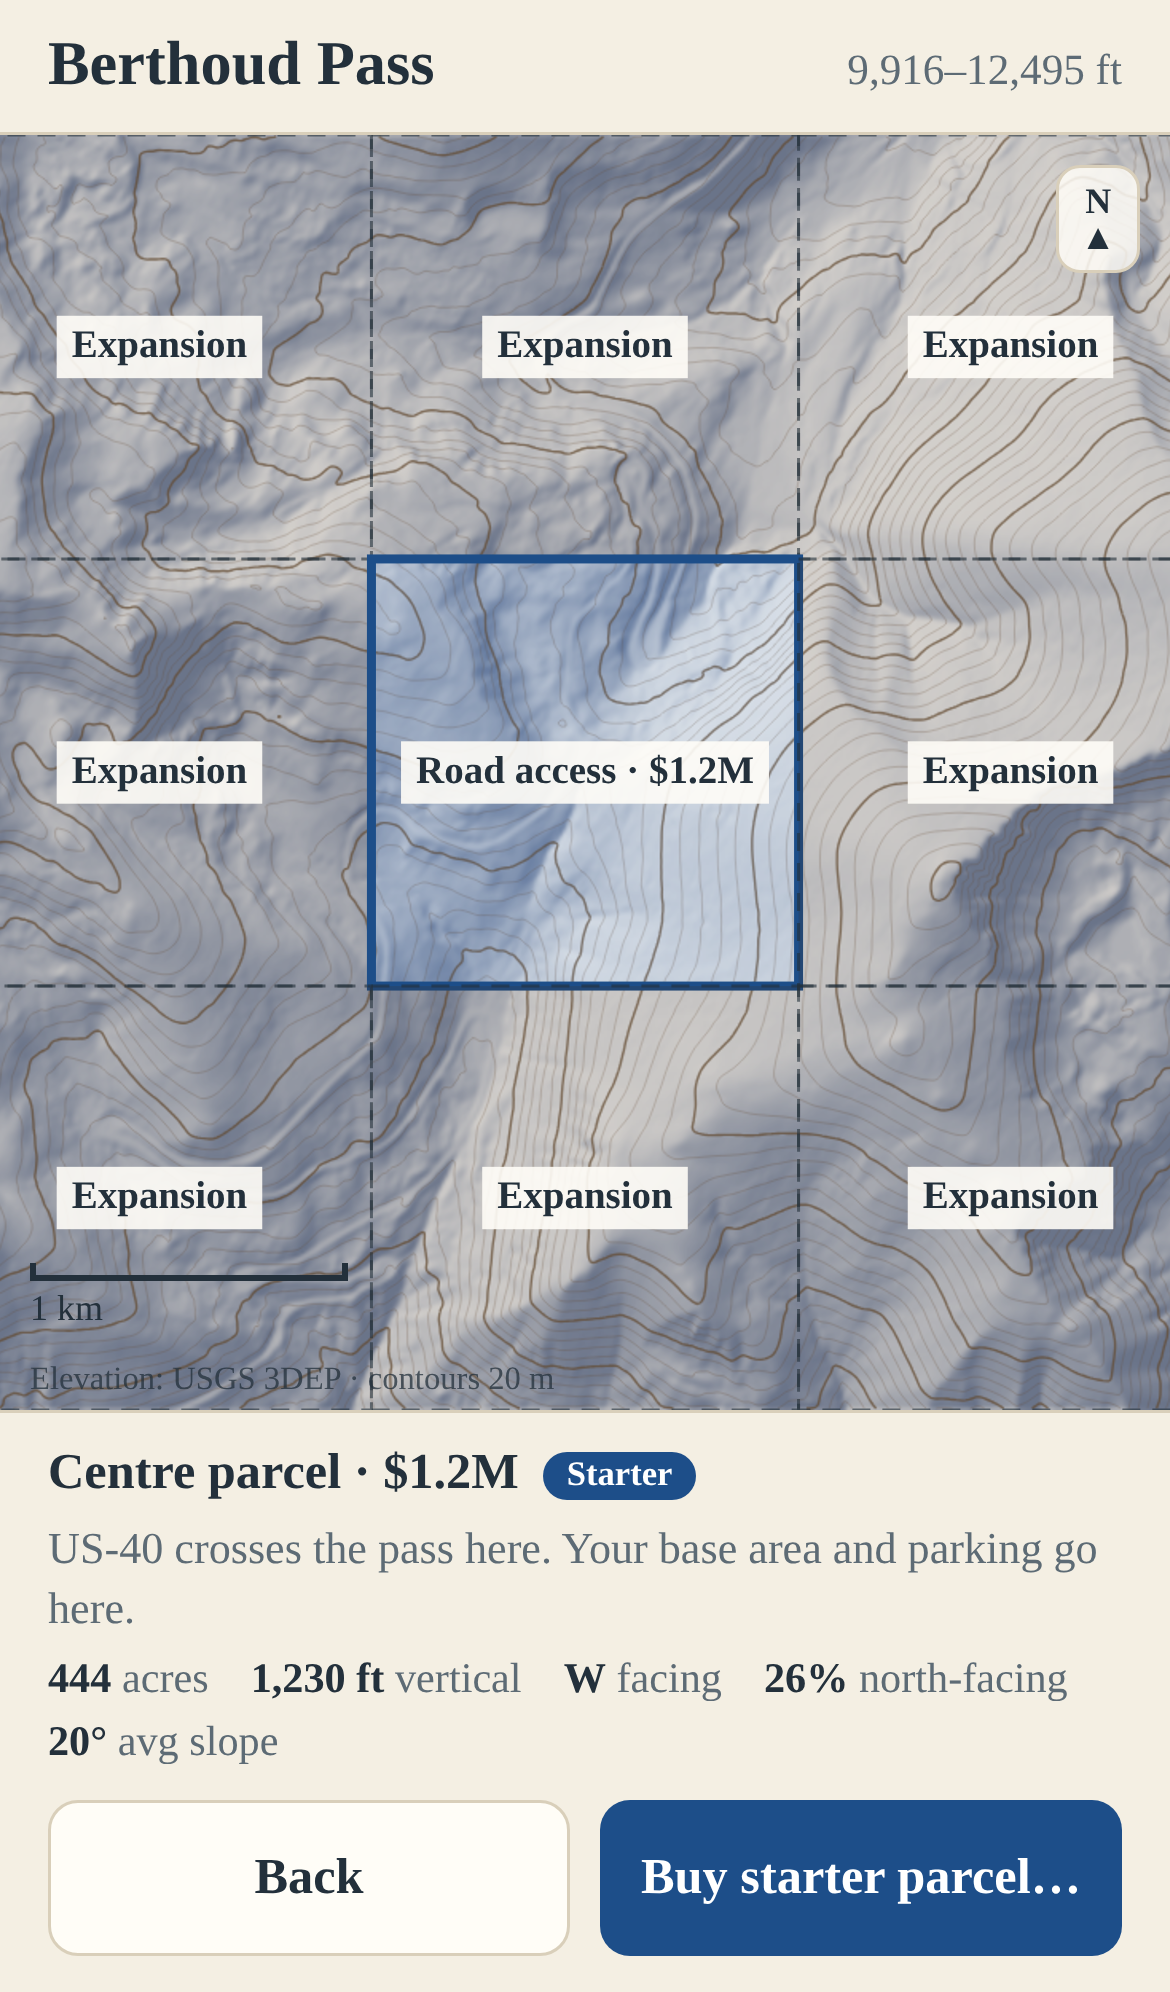 Berthoud Pass
9,916–12,495 ft
N
Expansion
Expansion
Expansion
Expansion
Road access · $1.2M
Expansion
Expansion
Expansion
Expansion
1 km
Elevation: USGS 3DEP · contours 20 m
Centre parcel · $1.2M
Starter
US-40 crosses the pass here. Your base area and parking go
here.
444 acres 1,230 ft vertical W facing 26% north-facing
20° avg slope
Back
Buy starter parcel…